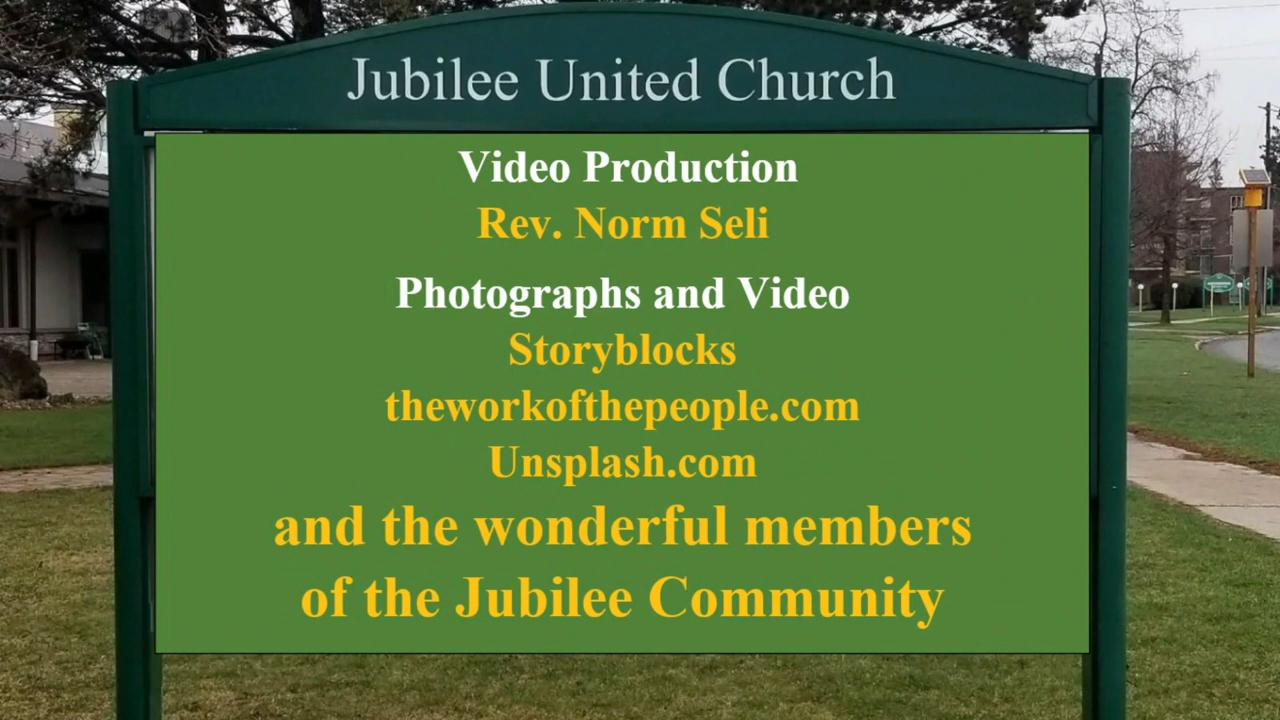 Jubilee United Church
Video Production
Rev. Norm Seli
Photographs and Video
Storyblocks
theworkofthepeople.com
Unsplash.com
and the wonderful members
of the Jubilee Community